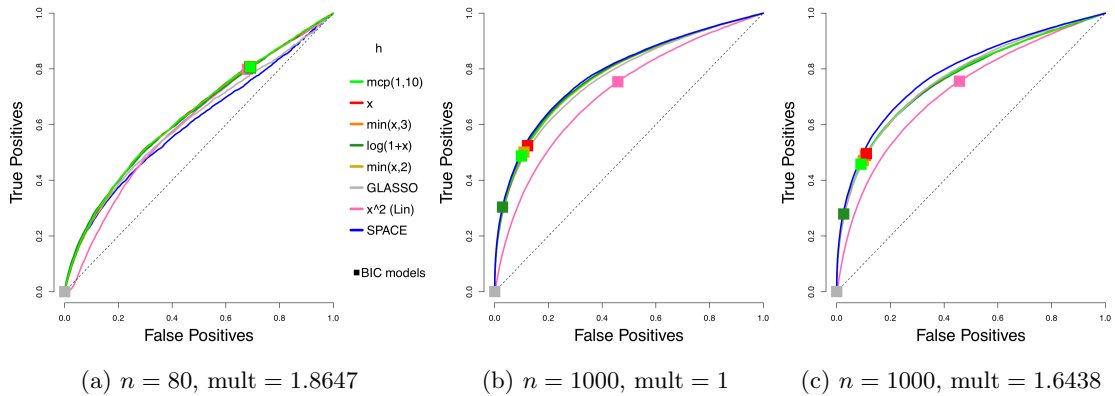 1.0
0.8
0.6
0.4
0.2
0.0
True Positives
0.0 0.2 0.4 0.6 0.8 1.0
False Positives
h
mcp(1,10)
x
min(x,3)
log(1+x)
min(x,2)
GLASSO
x^2 (Lin)
SPACE
BIC models
1.0
0.8
0.6
0.4
0.2
0.0
True Positives
0.0 0.2 0.4 0.6 0.8 1.0
False Positives
1.0
0.8
0.6
0.4
0.2
0.0
True Positives
0.0 0.2 0.4 0.6 0.8 1.0
False Positives
(a) n = 80, mult = 1.8647
(b) n = 1000, mult = 1
(c) n = 1000, mult = 1.6438